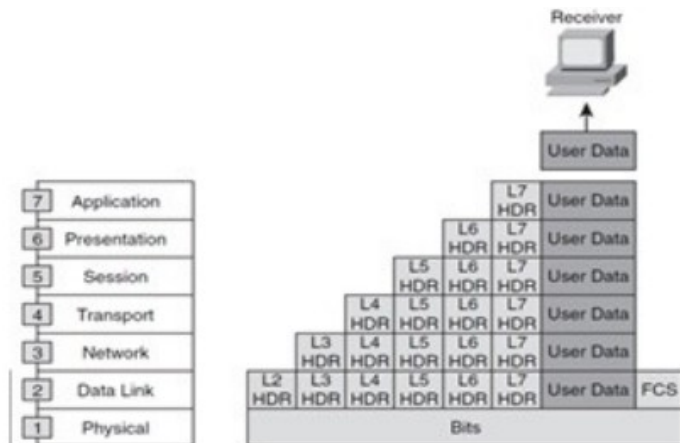 Receiver
User Data
7 Application L7 HDR User Data
6 Presentation L6 HDR L7 HDR User Data
5 Session L5 HDR L6 HDR L7 HDR User Data
4 Transport L4 HDR L5 HDR L6 HDR L7 HDR User Data
3 Network L3 HDR L4 HDR L5 HDR L6 HDR L7 HDR User Data
2 Data Link L2 HDR L3 HDR L4 HDR L5 HDR L6 HDR L7 HDR User Data FCS
1 Physical Bits